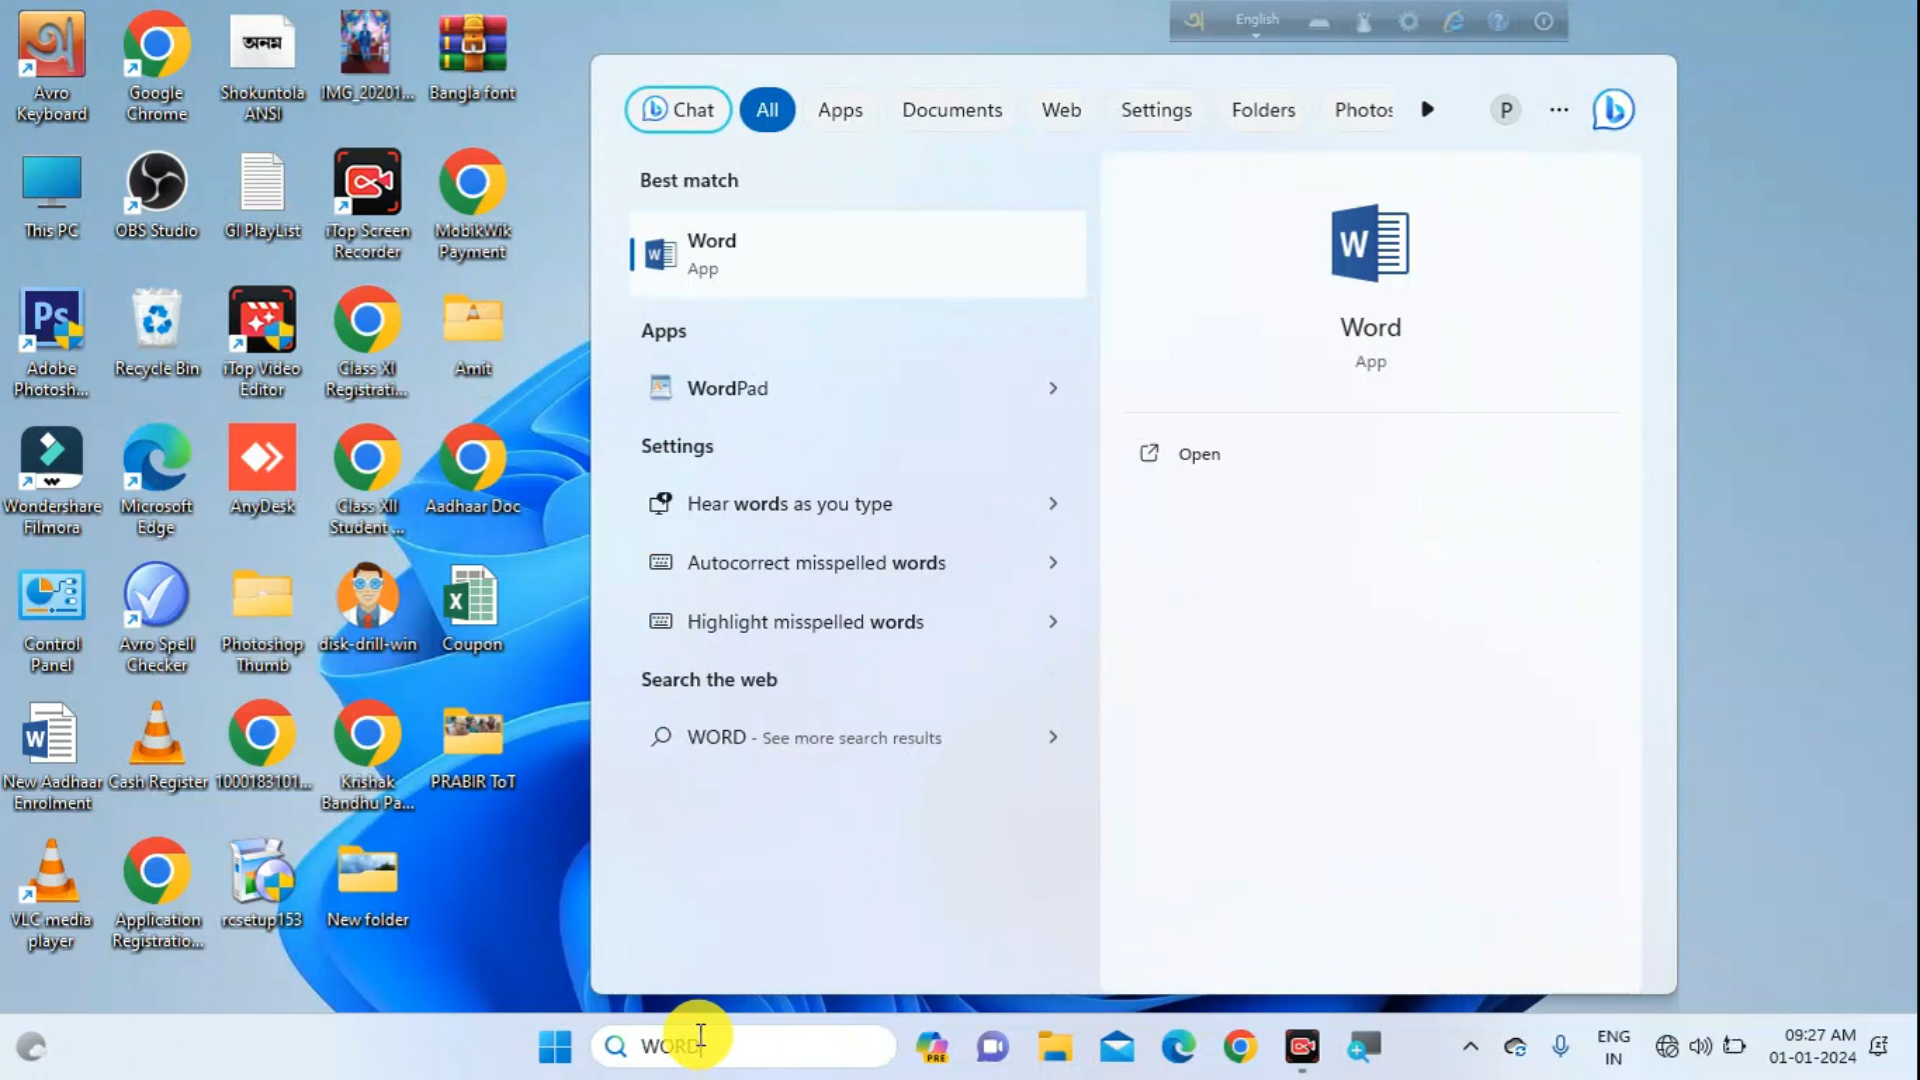 English
Avro
Keyboard
Google
Chrome
অনম
Shokuntola
ANSI
IMG_20201...
Bangla font
This PC
OBS Studio
GI PlayList
iTop Screen
Recorder
MobikWik
Payment
Ps
Adobe
Photosh...
Recycle Bin
iTop Video
Editor
Class XI
Registrati...
Amit
Wondershare
Filmora
Microsoft
Edge
AnyDesk
Class XII
Student ...
Aadhaar Doc
Control
Panel
Avro Spell
Checker
Photoshop
Thumb
disk-drill-win
Coupon
New Aadhaar
Enrolment
Cash Register
1000183101...
Krishak
Bandhu Pa...
PRABIR ToT
VLC media
player
Application
Registratio...
rcsetup153
New folder
Chat All Apps Documents Web Settings Folders Photos P ...
Best match
Word
App
Apps
WordPad
Settings
Hear words as you type
Autocorrect misspelled words
Highlight misspelled words
Search the web
WORD - See more search results
W
Word
App
Open
WORD
PRE
ENG
IN
09:27 AM
01-01-2024